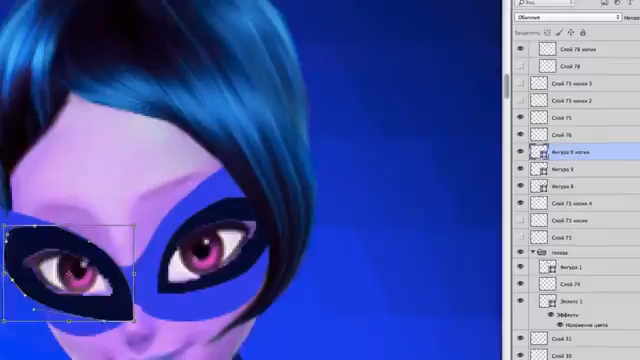 Вид
Обычные
Закрепить:
Слой 78 копия
Слой 78
Слой 73 копия 3
Слой 73 копия 2
Слой 75
Слой 76
Фигура 9 копия
Фигура 9
Фигура 8
Слой 73 копия 4
Слой 73 копия
Слой 73
голова
Фигура 1
Слой 74
Эллипс 1
Эффекты
Наложение цвета
Слой 31
Слой 30